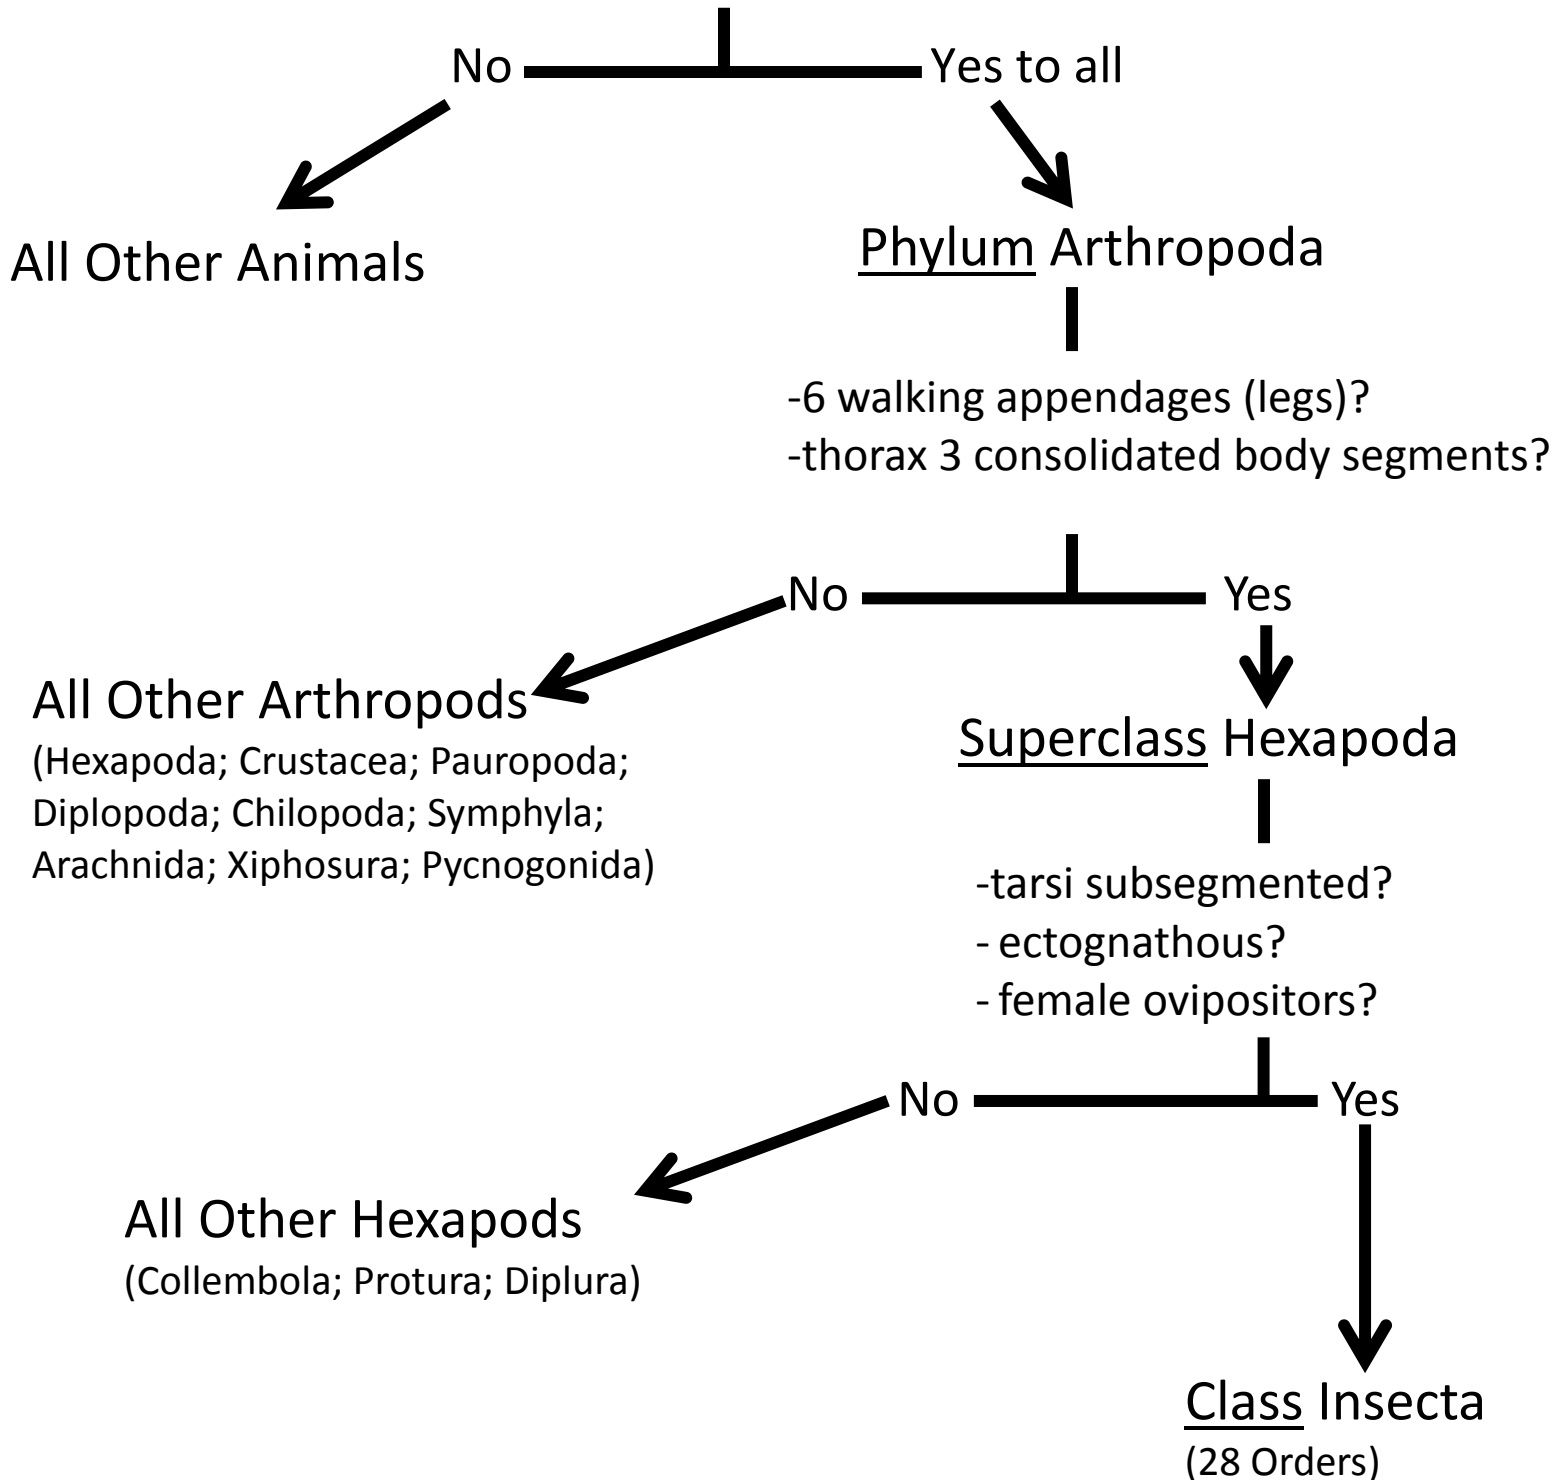 No
Yes to all
All Other Animals
Phylum Arthropoda
-6 walking appendages (legs)?
-thorax 3 consolidated body segments?
No
Yes
All Other Arthropods
(Hexapoda; Crustacea; Pauropoda;
Diplopoda; Chilopoda; Symphyla;
Arachnida; Xiphosura; Pycnogonida)
Superclass Hexapoda
-tarsi subsegmented?
- ectognathous?
- female ovipositors?
No
Yes
All Other Hexapods
(Collembola; Protura; Diplura)
Class Insecta
(28 Orders)